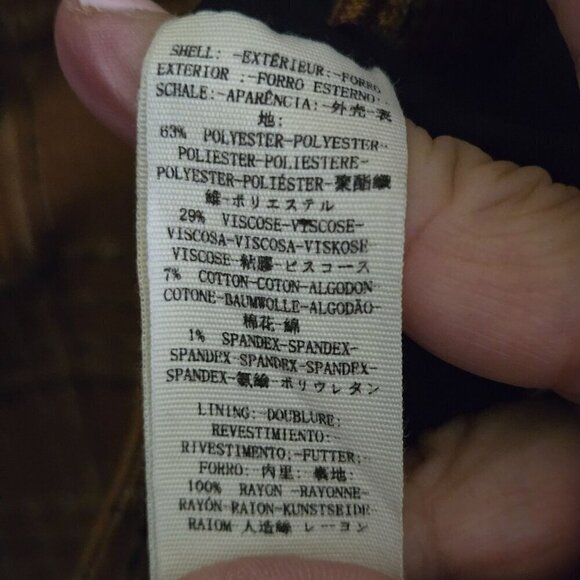 SHELL: -EXTÉRIEUR:-FORRO
EXTERIOR :-FORRO ESTERNO:-
SCHALE:-APARÊNCIA:-外壳-表
地:
63% POLYESTER-POLYESTER-
POLIESTER-POLIESTERE-
POLYESTER-POLIÉSTER-聚酯織
維-ポリエステル
29% VISCOSE-VISCOSE-
VISCOSA-VISCOSA-VISKOSE
VISCOSE-粘膠-ビスコース
7% COTTON-COTON-ALGODON
COTONE-BAUMWOLLE-ALGODÃO-
棉花-綿
1% SPANDEX-SPANDEX-
SPANDEX-SPANDEX-SPANDEX-
SPANDEX-氨綸-ポリウレタン
LINING:-DOUBLURE:
REVESTIMIENTO:-
RIVESTIMENTO:-FUTTER:-
FORRO: 内里: 裏地:
100% RAYON -RAYONNE-
RAYÓN-RAION-KUNSTSEIDE-
RAIOM 人造絲 レーヨン